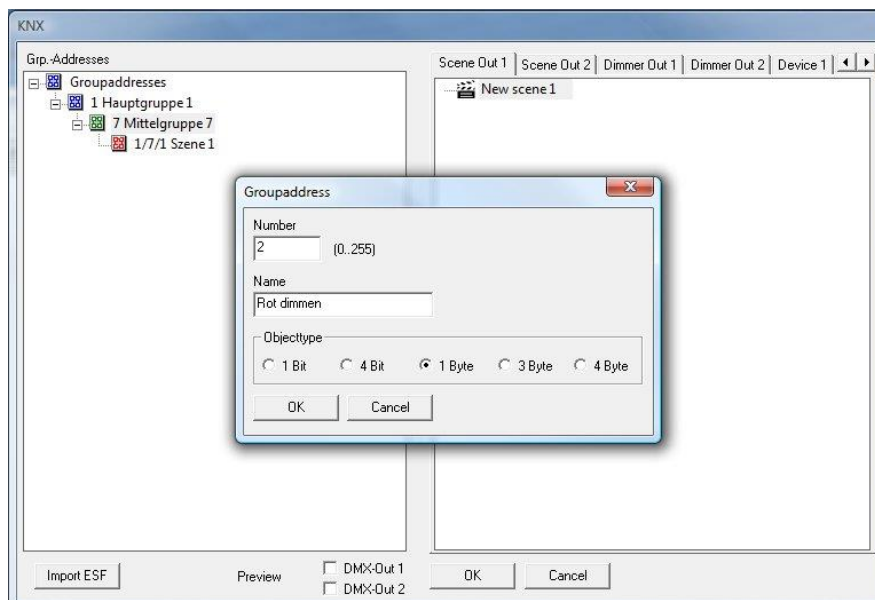 KNX
Grp.-Addresses
Groupaddresses
1 Hauptgruppe 1
7 Mittelgruppe 7
1/7/1 Szene 1
Scene Out 1 Scene Out 2 Dimmer Out 1 Dimmer Out 2 Device 1
New scene 1
Groupaddress
Number
2 (0..255)
Name
Rot dimmen
Objecttype
1 Bit 4 Bit 1 Byte 3 Byte 4 Byte
OK Cancel
Import ESF Preview DMX-Out 1 OK Cancel
DMX-Out 2